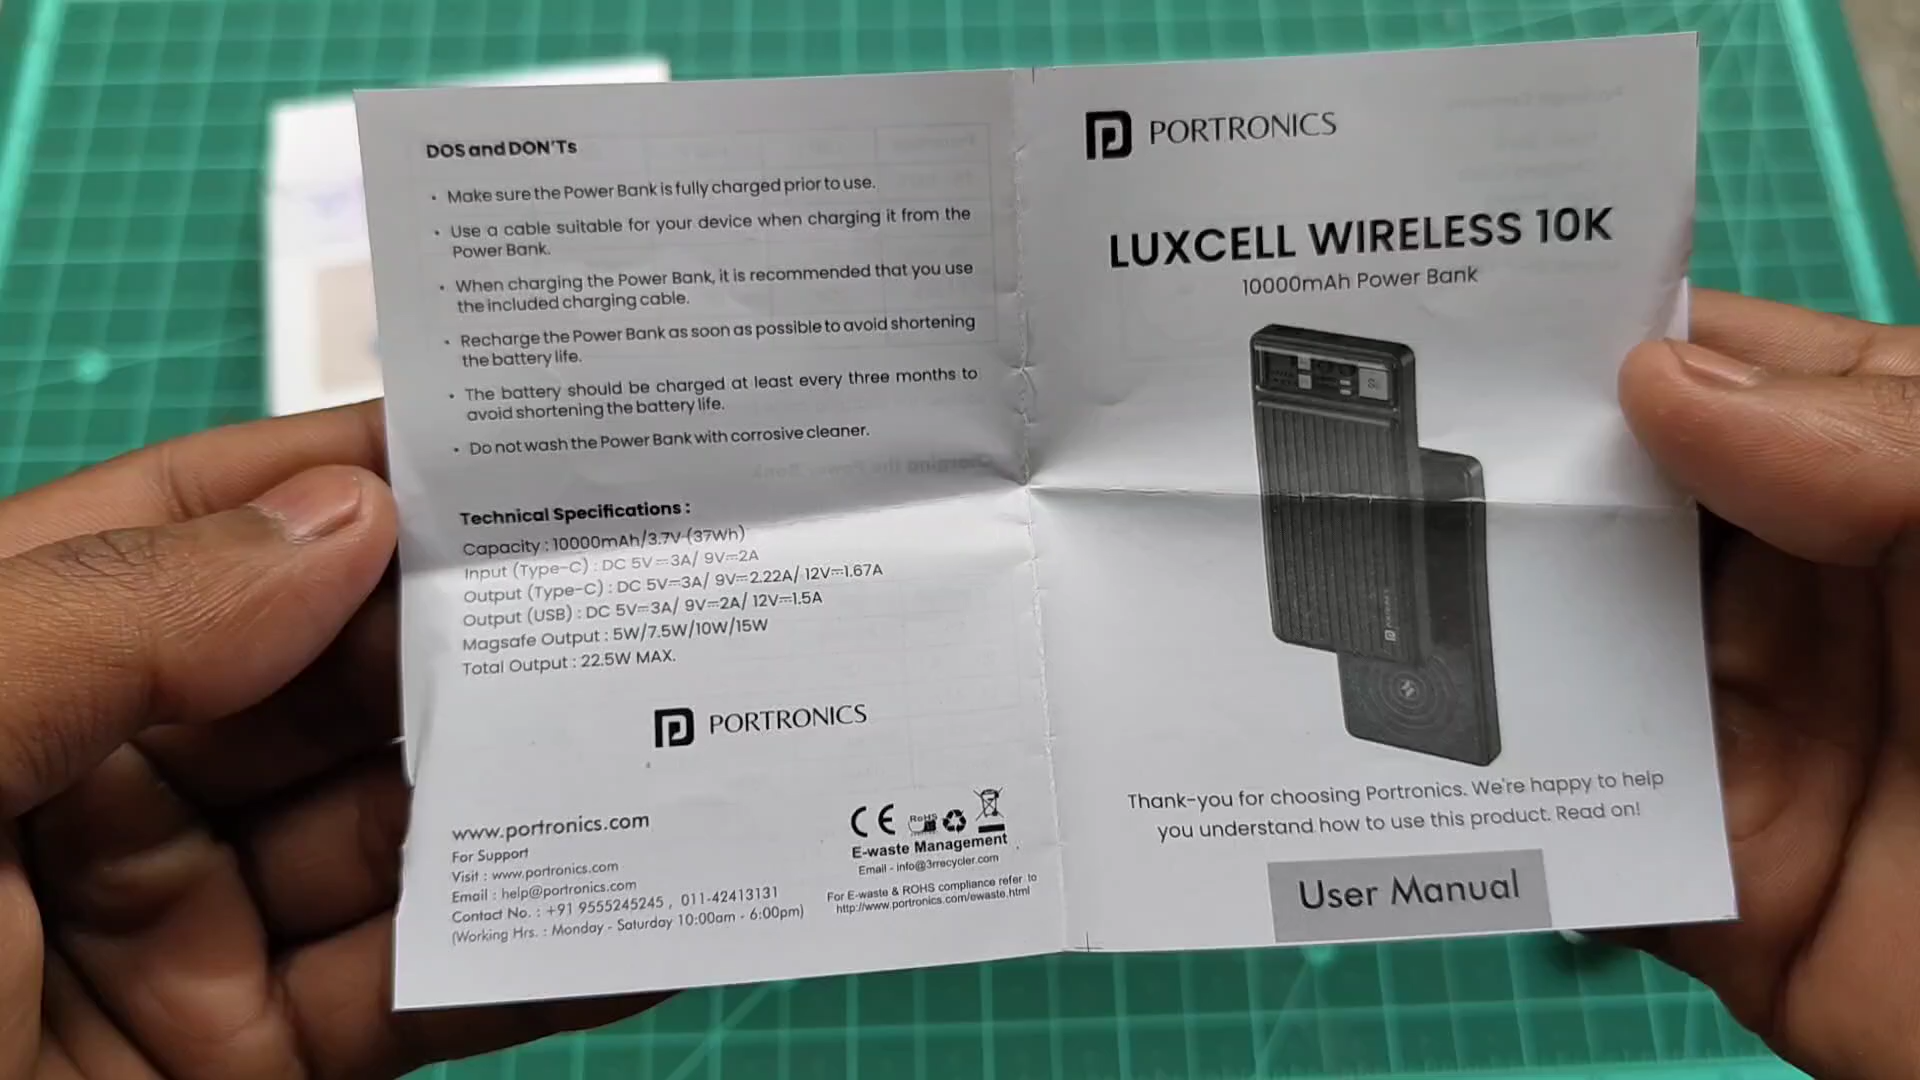 DOS and DON'Ts
• Make sure the Power Bank is fully charged prior to use.
• Use a cable suitable for your device when charging it from the
Power Bank.
• When charging the Power Bank, it is recommended that you use
the included charging cable.
• Recharge the Power Bank as soon as possible to avoid shortening
the battery life.
• The battery should be charged at least every three months to
avoid shortening the battery life.
• Do not wash the Power Bank with corrosive cleaner.
Technical Specifications :
Capacity : 10000mAh/3.7V (37Wh)
Input (Type-C) : DC 5V⎓3A/ 9V⎓2A
Output (Type-C) : DC 5V⎓3A/ 9V⎓2.22A/ 12V⎓1.67A
Output (USB) : DC 5V⎓3A/ 9V⎓2A/ 12V⎓1.5A
Magsafe Output : 5W/7.5W/10W/15W
Total Output : 22.5W MAX.
PORTRONICS
www.portronics.com
For Support
Visit : www.portronics.com
Email : help@portronics.com
Contact No. : +91 9555245245 , 011-42413131
(Working Hrs. : Monday - Saturday 10:00am - 6:00pm)
CE RoHS
E-waste Management
Email - info@3rrecycler.com
For E-waste & ROHS compliance refer to
http://www.portronics.com/ewaste.html
PORTRONICS
LUXCELL WIRELESS 10K
10000mAh Power Bank
Thank-you for choosing Portronics. We're happy to help
you understand how to use this product. Read on!
User Manual